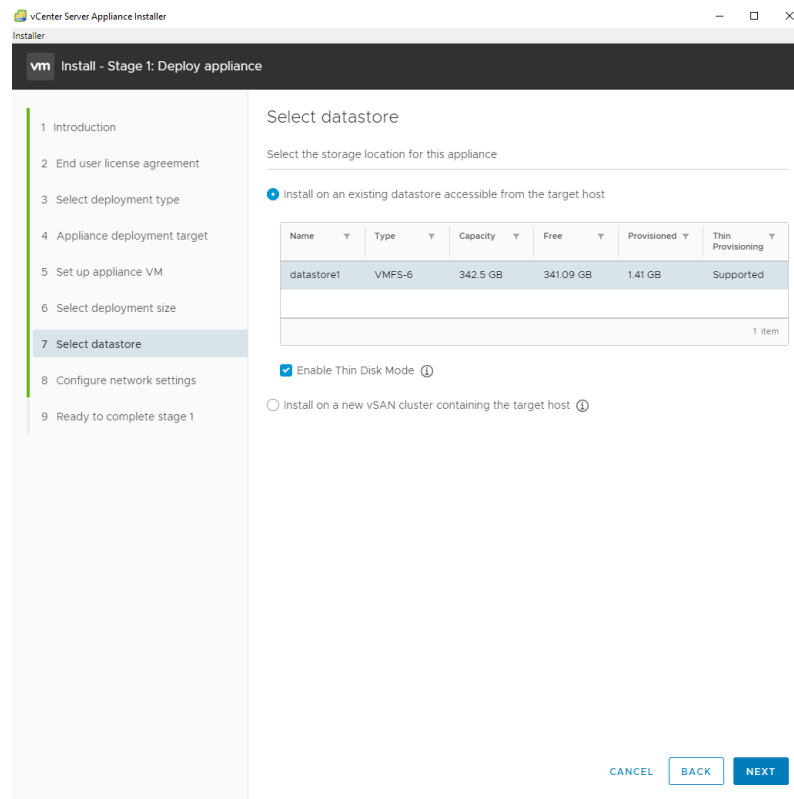 vCenter Server Appliance Installer
Installer
vm Install - Stage 1: Deploy appliance
1 Introduction
2 End user license agreement
3 Select deployment type
4 Appliance deployment target
5 Set up appliance VM
6 Select deployment size
7 Select datastore
8 Configure network settings
9 Ready to complete stage 1
Select datastore
Select the storage location for this appliance
Install on an existing datastore accessible from the target host
Name Type Capacity Free Provisioned Thin Provisioning
datastore1 VMFS-6 342.5 GB 341.09 GB 1.41 GB Supported
1 item
Enable Thin Disk Mode
Install on a new vSAN cluster containing the target host
CANCEL BACK NEXT